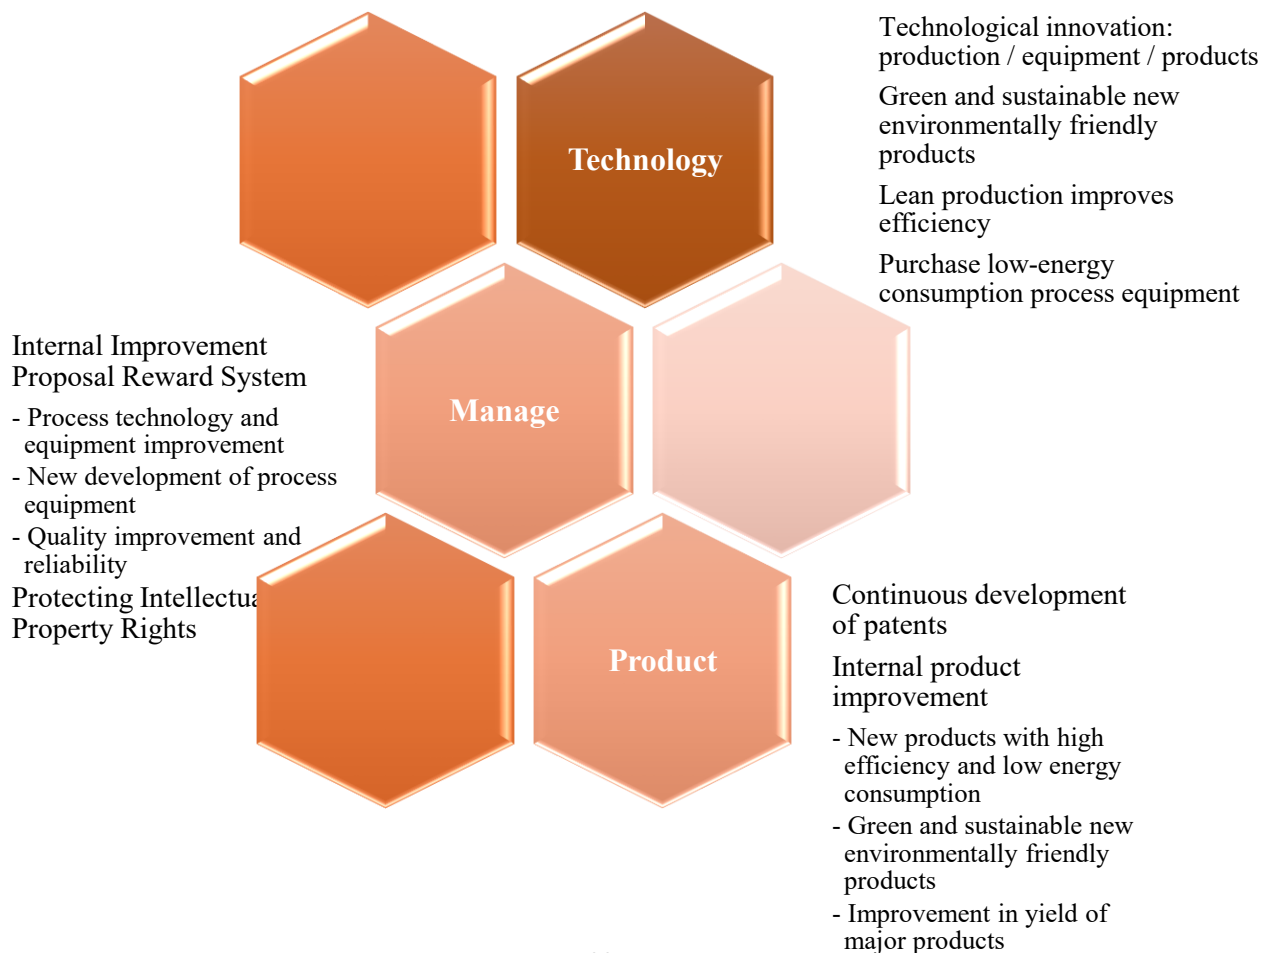 Technological innovation:
production / equipment / products
Green and sustainable new
environmentally friendly
products
Lean production improves
efficiency
Purchase low-energy
consumption process equipment
Technology
Internal Improvement
Proposal Reward System
- Process technology and
equipment improvement
- New development of process
equipment
- Quality improvement and
reliability
Protecting Intellectua
Property Rights
Manage
Product
Continuous development
of patents
Internal product
improvement
- New products with high
efficiency and low energy
consumption
- Green and sustainable new
environmentally friendly
products
- Improvement in yield of
major products